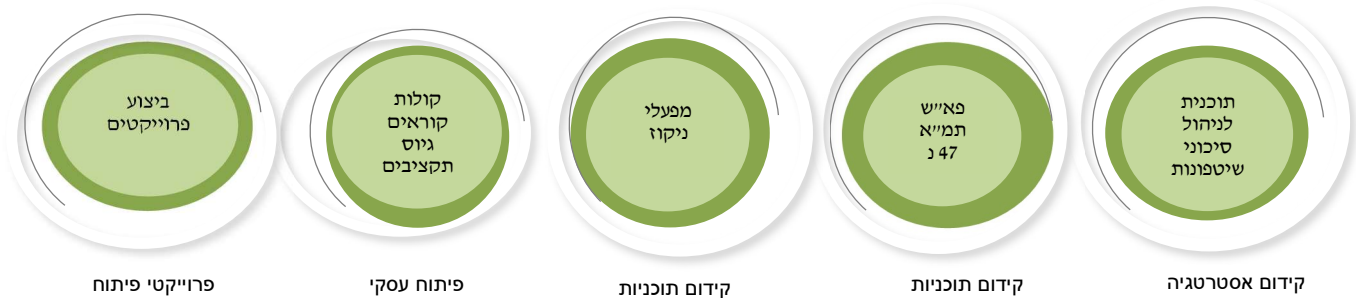 תוכנית
לניהול
סיכוני
שיטפונות
קידום אסטרטגיה
פא״ש
תמ״א
47 נ
קידום תוכניות
מפעלי
ניקוז
קידום תוכניות
קולות
קוראים
גיוס
תקציבים
פיתוח עסקי
ביצוע
פרוייקטים
פרוייקטי פיתוח